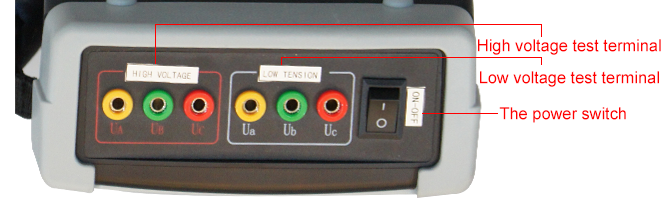 High voltage test terminal
Low voltage test terminal
The power switch
HIGH VOLTAGE
UA UB UC
LOW TENSION
Ua Ub Uc
I
O
ON-OFF